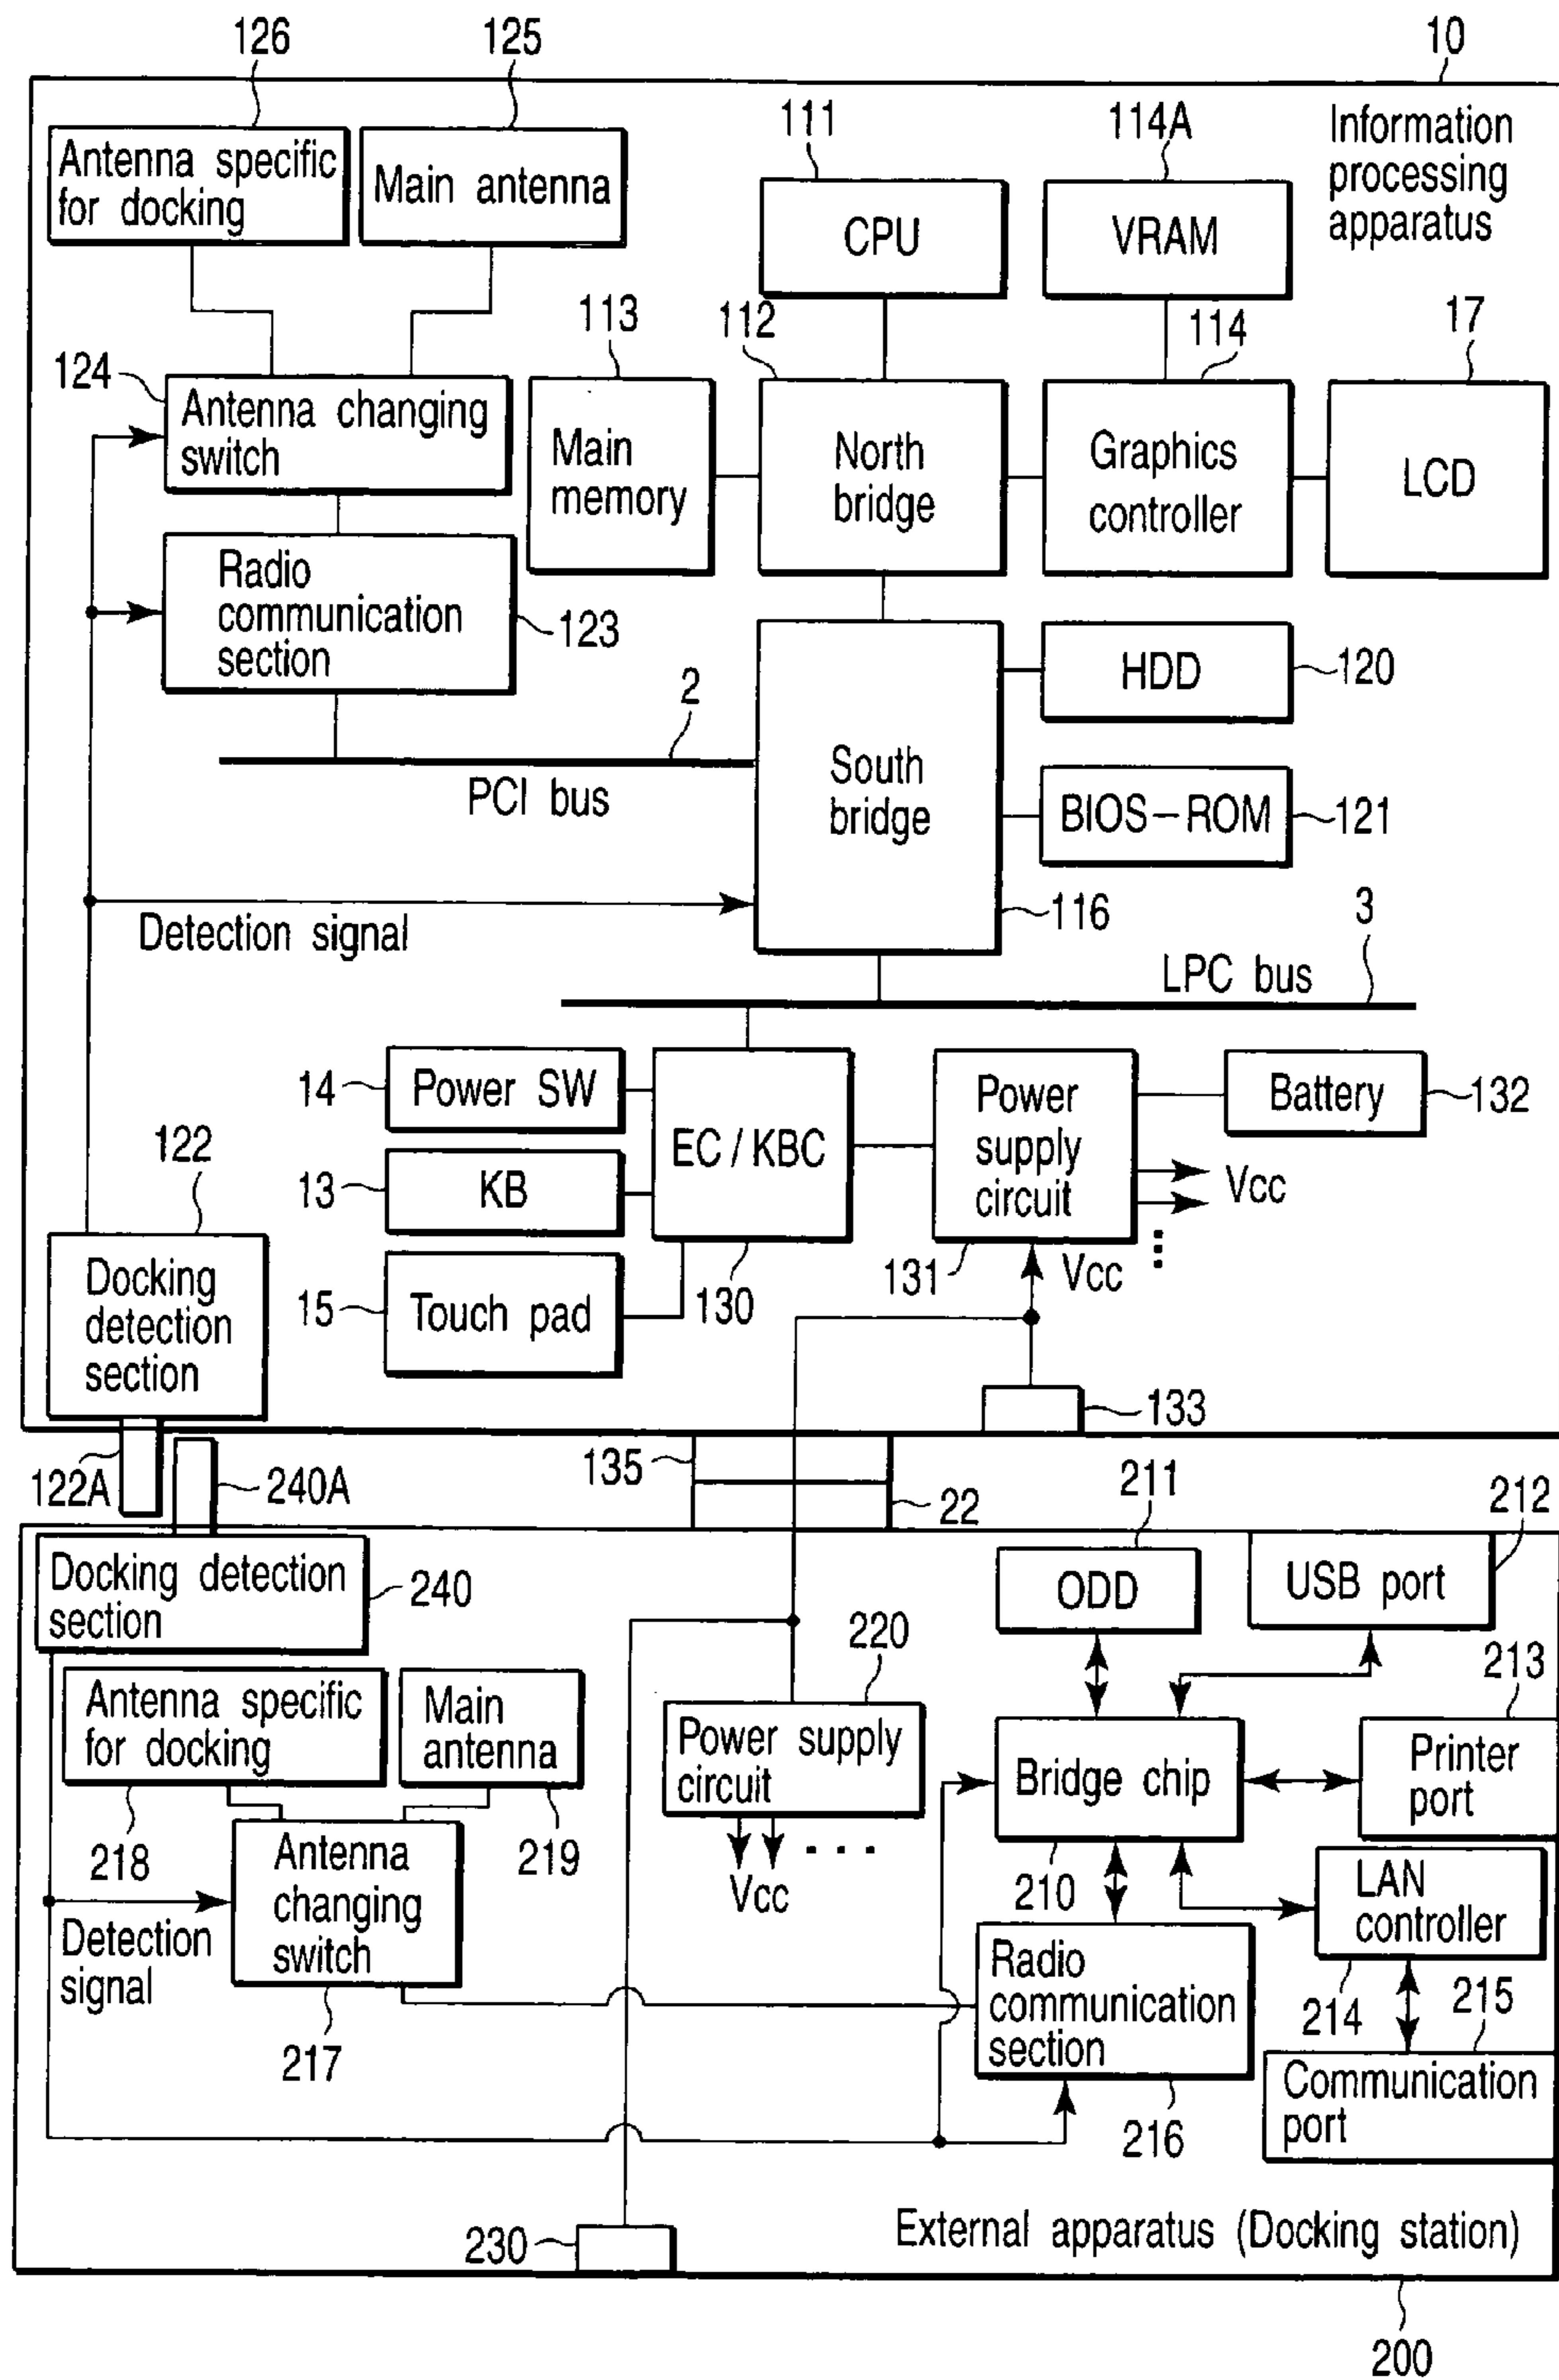 126
125
10
Antenna specific
for docking
Main antenna
111
CPU
114A
VRAM
Information
processing
apparatus
124
Antenna changing
switch
113
Main
memory
112
North
bridge
114
Graphics
controller
17
LCD
Radio
communication
section
123
2
PCI bus
South
bridge
HDD
120
BIOS-ROM
121
116
Detection signal
LPC bus
3
14
Power SW
13
KB
15
Touch pad
EC / KBC
130
Power
supply
circuit
131
Battery
132
Vcc
Vcc
122
Docking
detection
section
133
122A
240A
135
22
211
212
Docking detection
section
240
ODD
USB port
220
213
Antenna specific
for docking
Main
antenna
Power supply
circuit
Bridge chip
Printer
port
218
219
Vcc
210
Antenna
changing
switch
LAN
controller
Detection
signal
Radio
communication
section
214
215
217
216
Communication
port
230
External apparatus (Docking station)
200